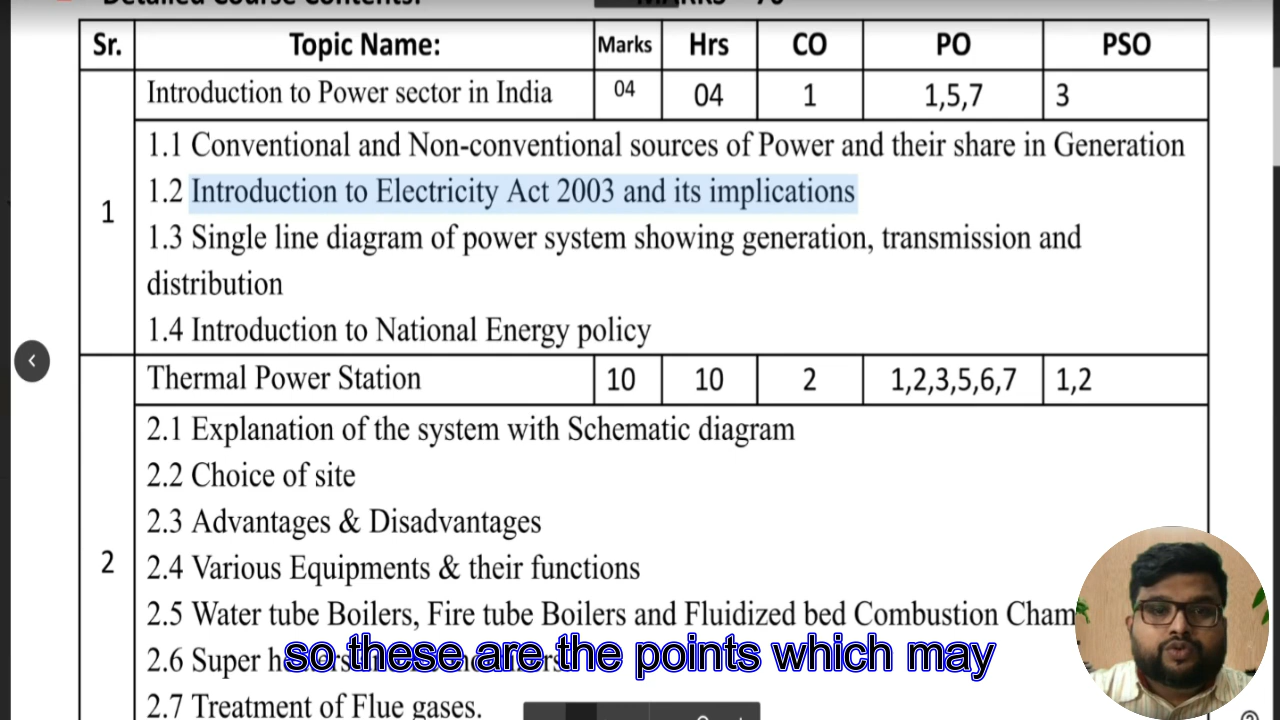 Detailed Course Contents: MARKS - 70
Sr. Topic Name: Marks Hrs CO PO PSO
Introduction to Power sector in India 04 04 1 1,5,7 3
1.1 Conventional and Non-conventional sources of Power and their share in Generation
1.2 Introduction to Electricity Act 2003 and its implications
1
1.3 Single line diagram of power system showing generation, transmission and
distribution
1.4 Introduction to National Energy policy
Thermal Power Station 10 10 2 1,2,3,5,6,7 1,2
2.1 Explanation of the system with Schematic diagram
2.2 Choice of site
2.3 Advantages & Disadvantages
2
2.4 Various Equipments & their functions
2.5 Water tube Boilers, Fire tube Boilers and Fluidized bed Combustion Cham
2.6 Super
so these are the points which may
2.7 Treatment of Flue gases.